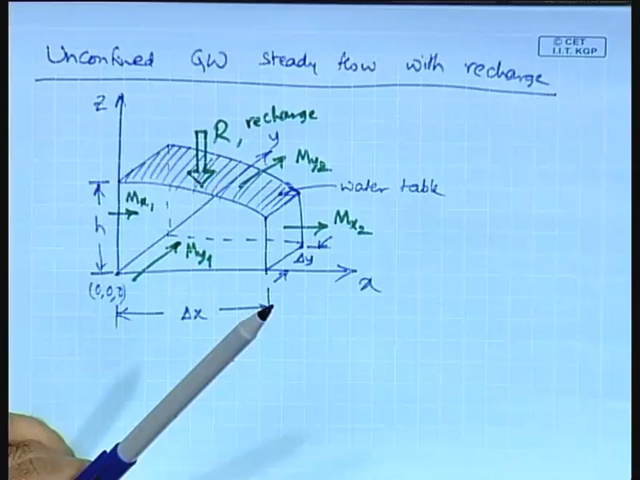 © CET
I.I.T. KGP
Unconfined GW steady flow with recharge
Z
R, recharge
y
My2
water table
Mx1
h
Mx2
My1
Δy
(0,0,0)
x
Δx